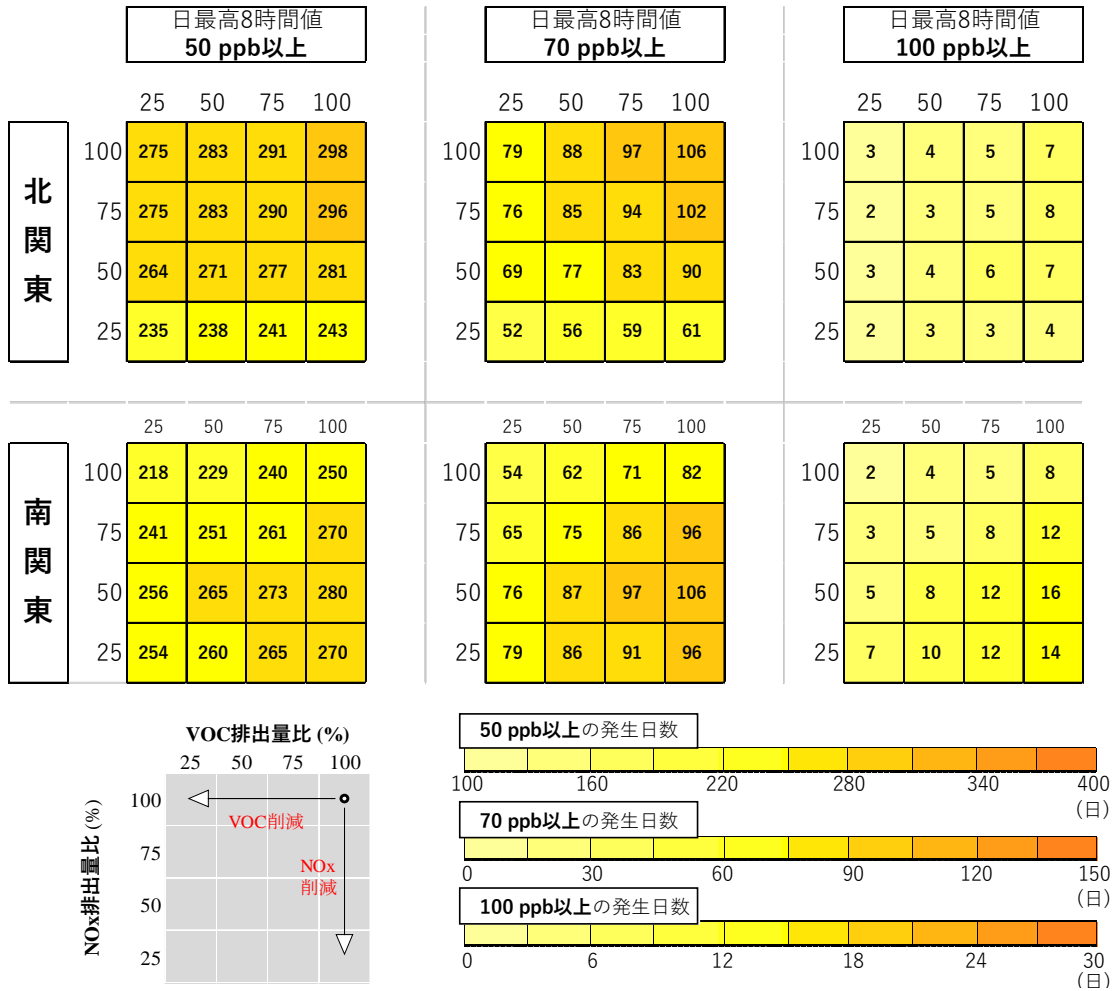 日最高8時間値
50 ppb以上
日最高8時間値
70 ppb以上
日最高8時間値
100 ppb以上
北関東
25 50 75 100
100 275 283 291 298
75 275 283 290 296
50 264 271 277 281
25 235 238 241 243
25 50 75 100
100 79 88 97 106
75 76 85 94 102
50 69 77 83 90
25 52 56 59 61
25 50 75 100
100 3 4 5 7
75 2 3 5 8
50 3 4 6 7
25 2 3 3 4
南関東
25 50 75 100
100 218 229 240 250
75 241 251 261 270
50 256 265 273 280
25 254 260 265 270
25 50 75 100
100 54 62 71 82
75 65 75 86 96
50 76 87 97 106
25 79 86 91 96
25 50 75 100
100 2 4 5 8
75 3 5 8 12
50 5 8 12 16
25 7 10 12 14
VOC排出量比 (%)
25 50 75 100
NOx排出量比 (%)
100
75
50
25
VOC削減
NOx
削減
50 ppb以上の発生日数
100 160 220 280 340 400
(日)
70 ppb以上の発生日数
0 30 60 90 120 150
(日)
100 ppb以上の発生日数
0 6 12 18 24 30
(日)